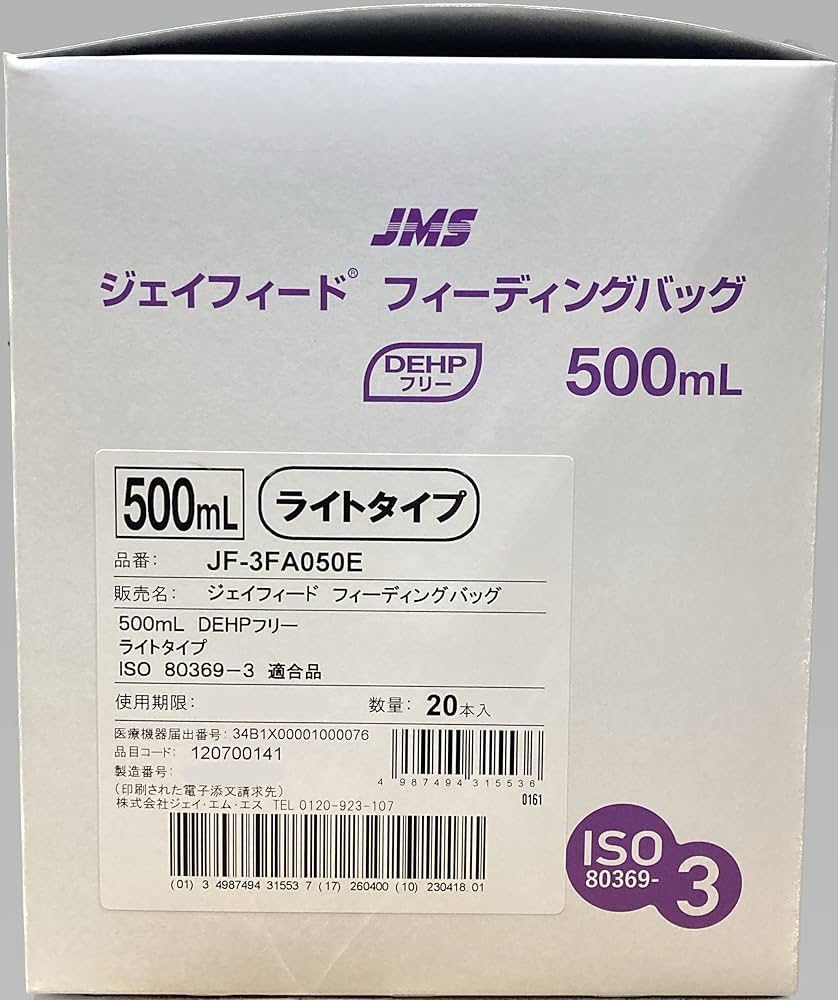 JMS
ジェイフィード® フィーディングバッグ
DEHP
フリー
500mL
500mL ライトタイプ
品番: JF-3FA050E
販売名: ジェイフィード フィーディングバッグ
500mL DEHPフリー
ライトタイプ
ISO 80369-3 適合品
使用期限: 数量: 20本入
医療機器届出番号: 34B1X00001000076
品目コード: 120700141
製造番号:
4 987494 315536
(印刷された電子添文請求先)
株式会社ジェイ・エム・エス TEL 0120-923-107
0161
(01) 3 4987494 31553 7 (17) 260400 (10) 230418.01
ISO
80369-3